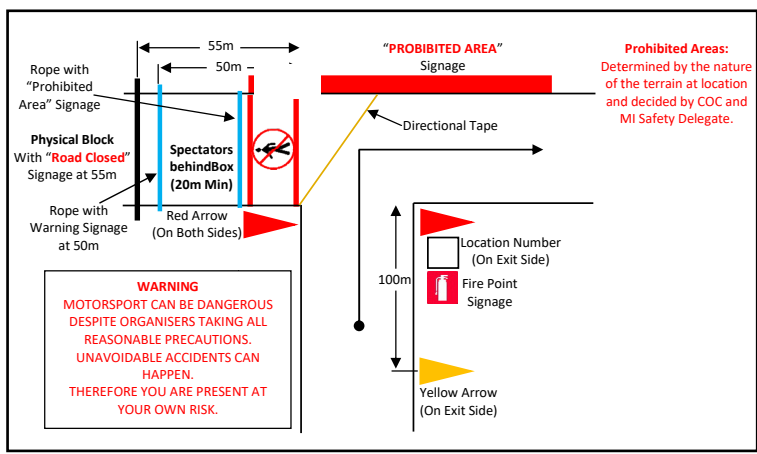 55m
50m
Rope with
“Prohibited
Area” Signage
Physical Block
With “Road Closed”
Signage at 55m
Rope with
Warning Signage
at 50m
Spectators
behindBox
(20m Min)
Red Arrow
(On Both Sides)
“PROBIBITED AREA”
Signage
Directional Tape
Prohibited Areas:
Determined by the nature
of the terrain at location
and decided by COC and
MI Safety Delegate.
Location Number
(On Exit Side)
Fire Point
Signage
100m
Yellow Arrow
(On Exit Side)
WARNING
MOTORSPORT CAN BE DANGEROUS
DESPITE ORGANISERS TAKING ALL
REASONABLE PRECAUTIONS.
UNAVOIDABLE ACCIDENTS CAN
HAPPEN.
THEREFORE YOU ARE PRESENT AT
YOUR OWN RISK.